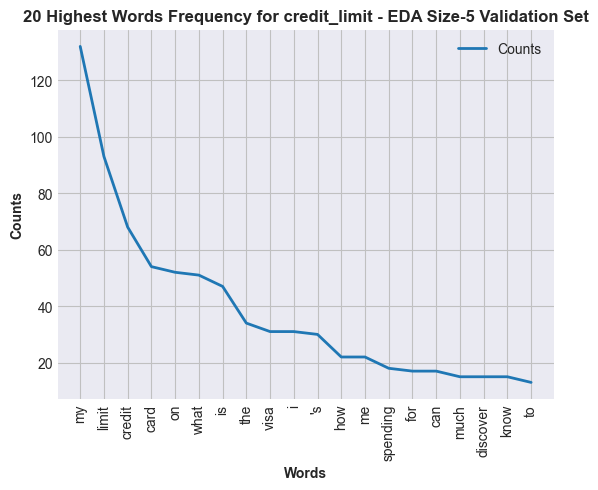 20 Highest Words Frequency for credit_limit - EDA Size-5 Validation Set
Counts
Counts
120
100
80
60
40
20
my
limit
credit
card
on
what
is
the
visa
i
's
how
me
spending
for
can
much
discover
know
to
Words